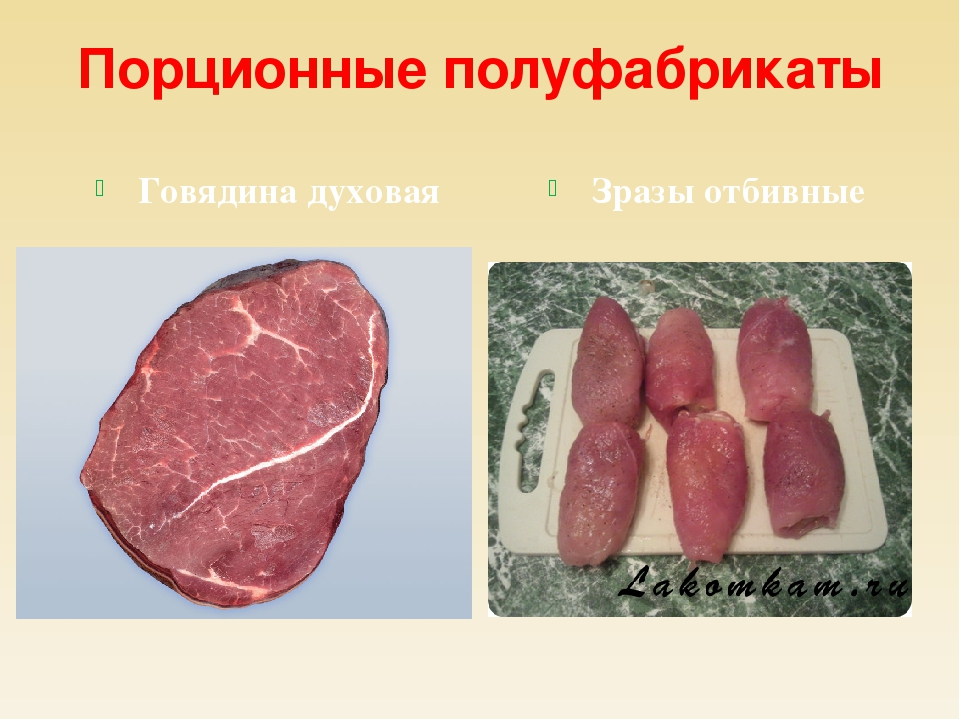 Порционные полуфабрикаты
Говядина духовая
Зразы отбивные
Lakomkam.ru